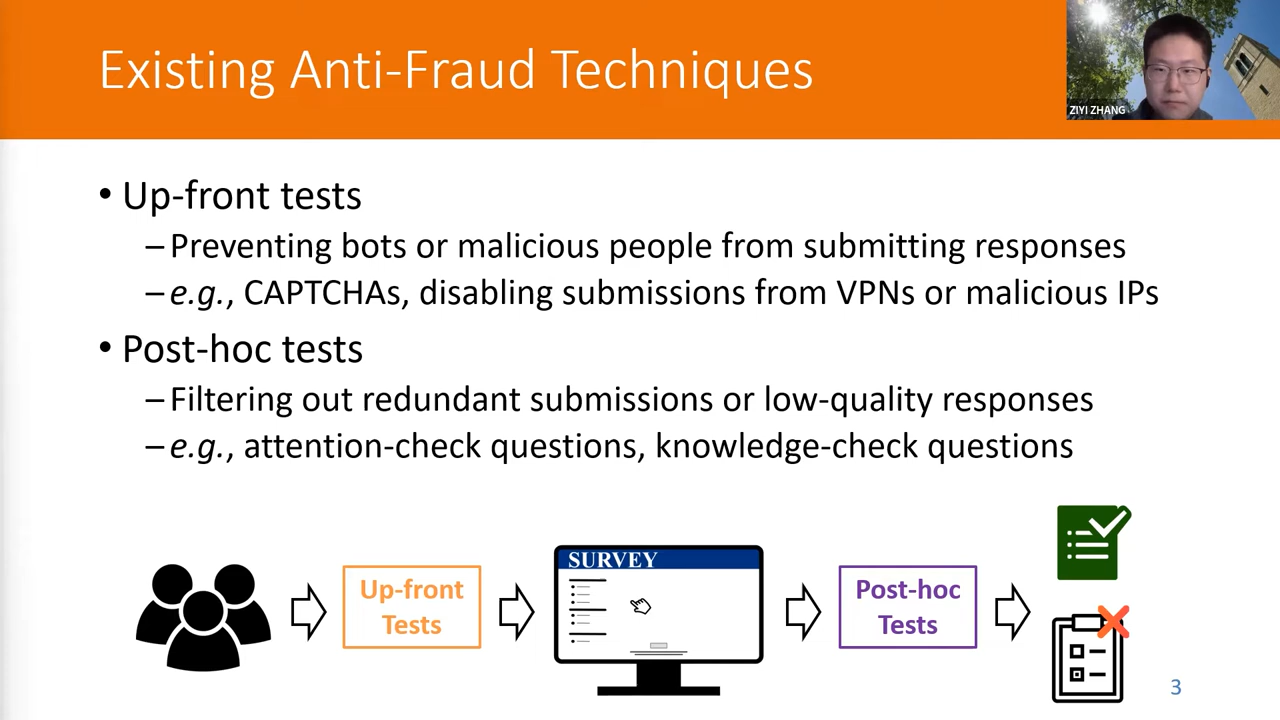 Existing Anti-Fraud Techniques
ZIYI ZHANG
• Up-front tests
– Preventing bots or malicious people from submitting responses
– e.g., CAPTCHAs, disabling submissions from VPNs or malicious IPs
• Post-hoc tests
– Filtering out redundant submissions or low-quality responses
– e.g., attention-check questions, knowledge-check questions
Up-front
Tests
SURVEY
Post-hoc
Tests
3